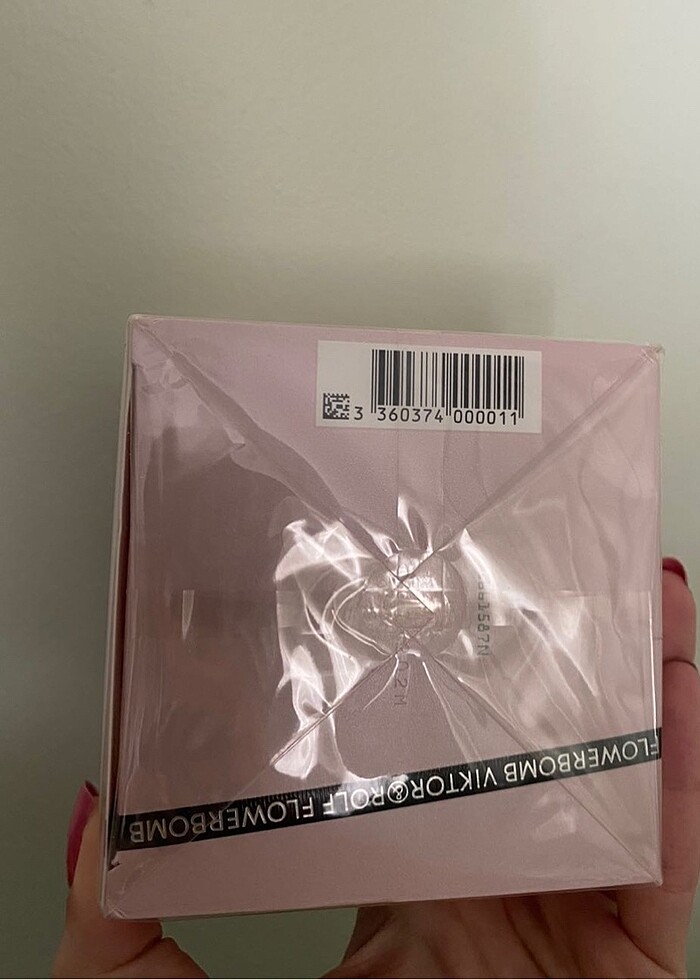 3 360374 000011
FLOWERBOMB VIKTOR&ROLF FLOWERBOMB